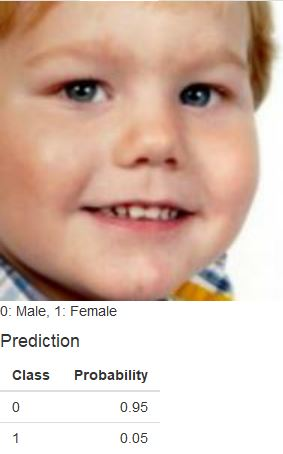 0: Male, 1: Female
Prediction
Class Probability
0 0.95
1 0.05